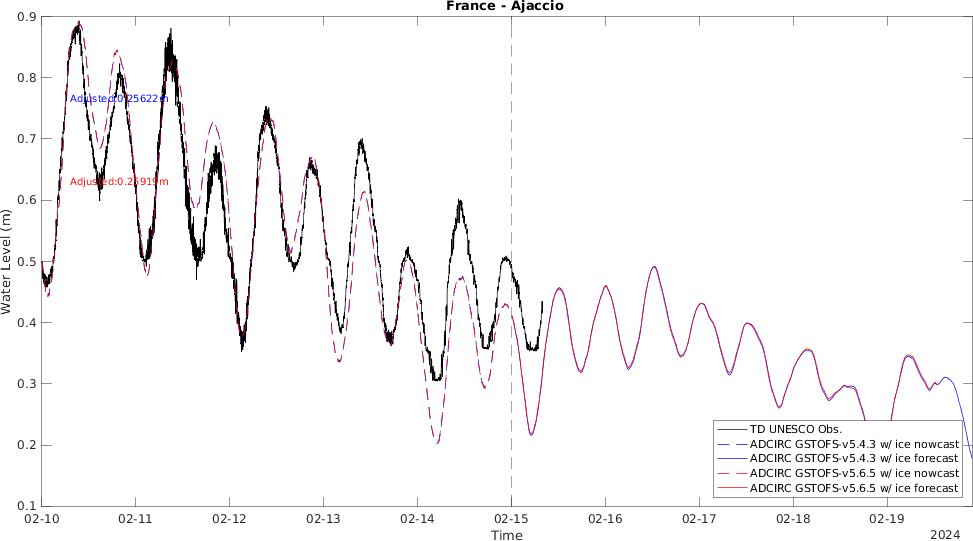 France - Ajaccio
0.9
0.8
0.7
0.6
0.5
0.4
0.3
0.2
0.1
Water Level (m)
Adjusted:0.25622m
Adjusted:0.25919m
TD UNESCO Obs.
ADCIRC GSTOFS-v5.4.3 w/ ice nowcast
ADCIRC GSTOFS-v5.4.3 w/ ice forecast
ADCIRC GSTOFS-v5.6.5 w/ ice nowcast
ADCIRC GSTOFS-v5.6.5 w/ ice forecast
02-10 02-11 02-12 02-13 02-14 02-15 02-16 02-17 02-18 02-19
Time
2024